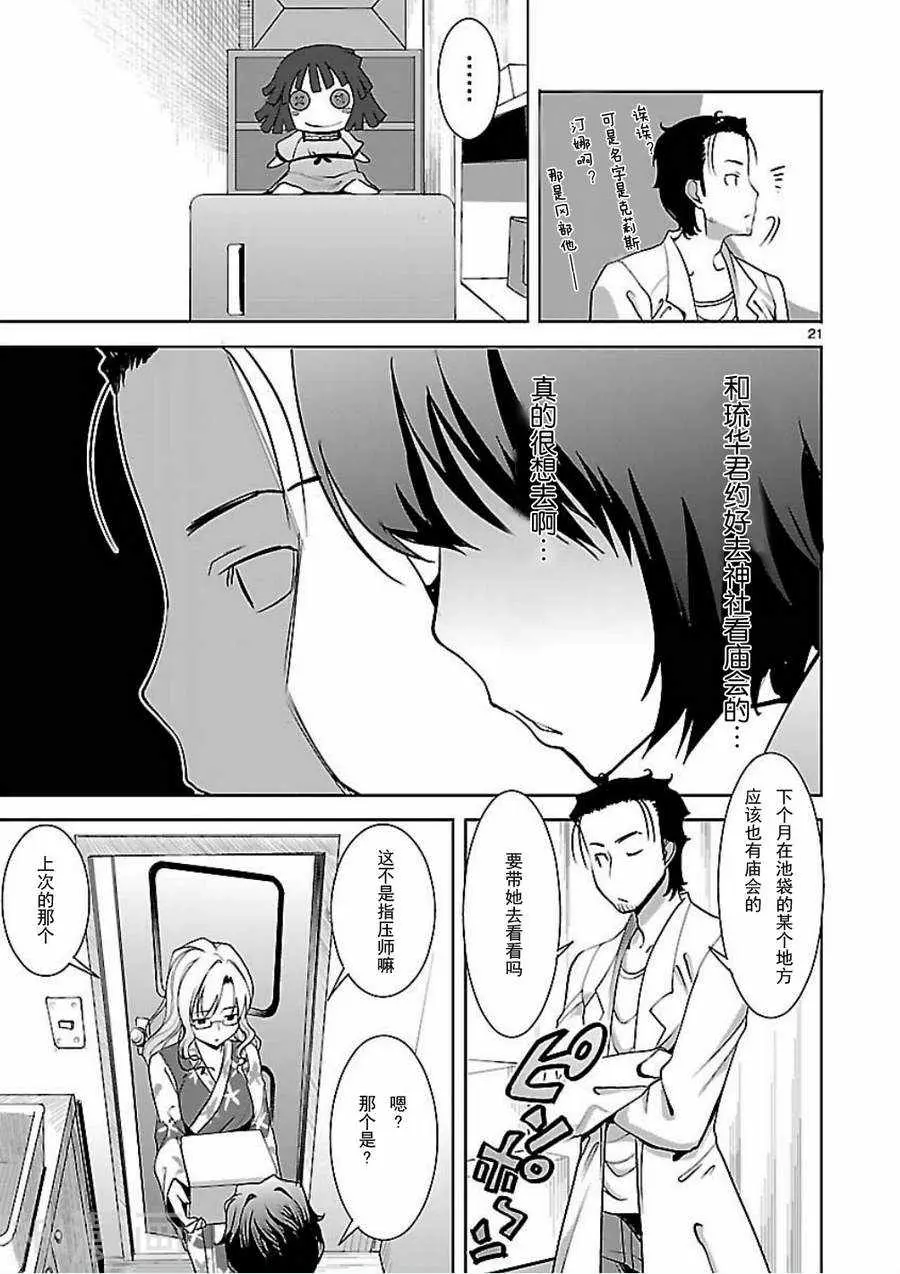 诶诶？
可是名字是克莉斯
汀娜啊？
那是冈部他——
……
21
和琉华君约好去神社看庙会的…
真的很想去啊…
下个月在池袋的某个地方
应该也有庙会的
要带她去看看吗
ピンポ〜ン
这不是指压师嘛
嗯？
那个是？
上次的那个